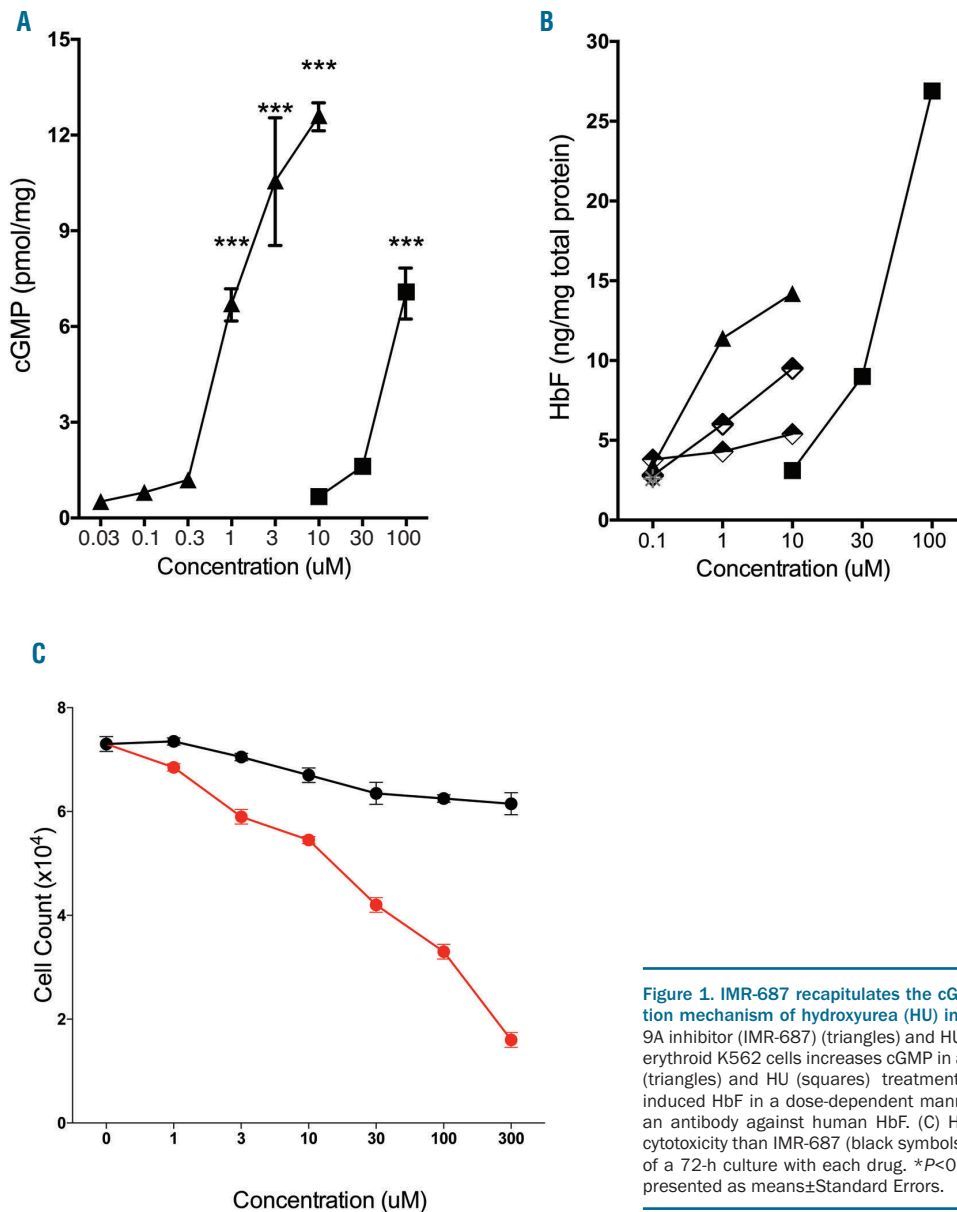 A
15
12
9
6
3
0
cGMP (pmol/mg)
***
***
***
***
0.03 0.1 0.3 1 3 10 30 100
Concentration (uM)
B
30
25
20
15
10
5
0
HbF (ng/mg total protein)
0.1 1 10 30 100
Concentration (uM)
C
8
6
4
2
0
Cell Count (x10⁴)
0 1 3 10 30 100 300
Concentration (uM)
Figure 1. IMR-687 recapitulates the cG
tion mechanism of hydroxyurea (HU) in
9A inhibitor (IMR-687) (triangles) and HU
erythroid K562 cells increases cGMP in a
(triangles) and HU (squares) treatment
induced HbF in a dose-dependent mann
an antibody against human HbF. (C) H
cytotoxicity than IMR-687 (black symbols
of a 72-h culture with each drug. *P<0
presented as means±Standard Errors.